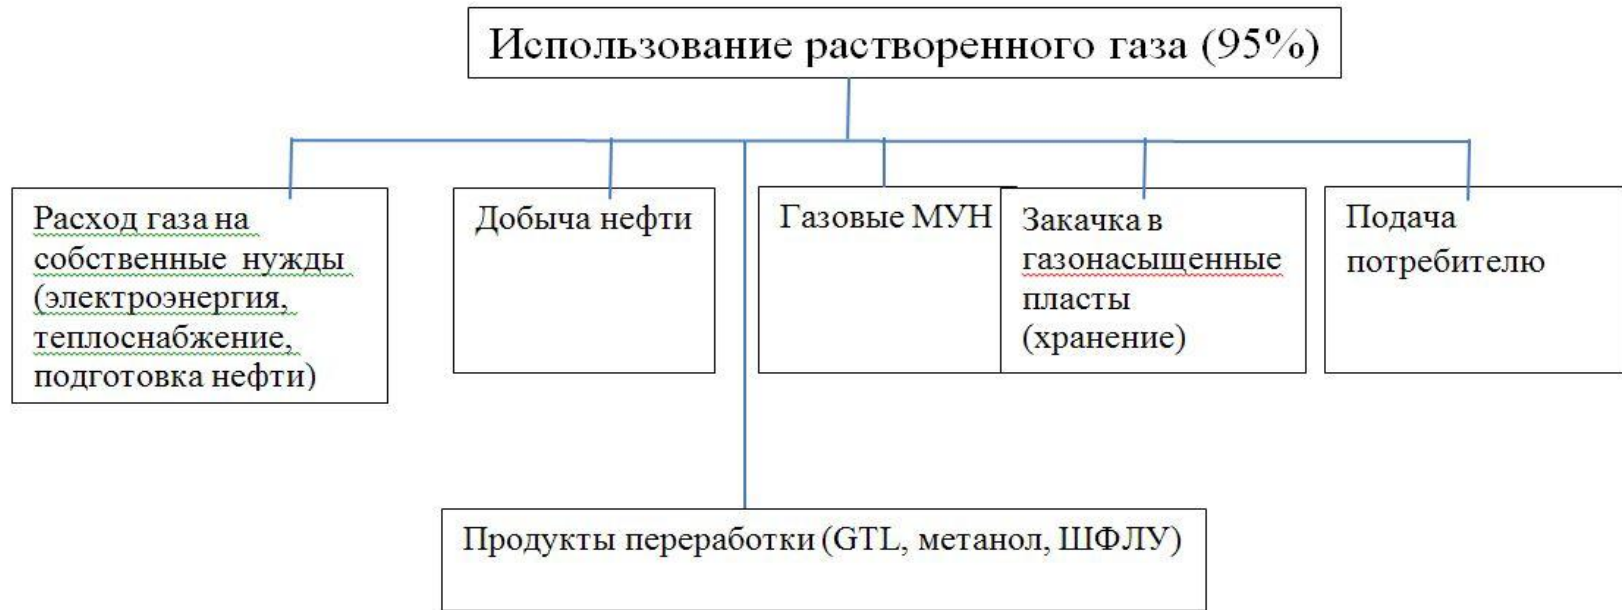 Использование растворенного газа (95%)
Расход газа на
собственные нужды
(электроэнергия,
теплоснабжение,
подготовка нефти)
Добыча нефти
Газовые МУН
Закачка в
газонасыщенные
пласты
(хранение)
Подача
потребителю
Продукты переработки (GTL, метанол, ШФЛУ)